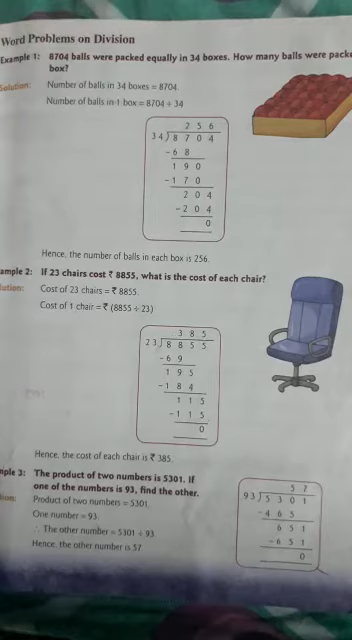 Word Problems on Division
Example 1: 8704 balls were packed equally in 34 boxes. How many balls were
box?
Solution: Number of balls in 34 boxes = 8704.
Number of balls in 1 box = 8704 ÷ 34
2 5 6
34)8 7 0 4
-6 8
1 9 0
-1 7 0
2 0 4
-2 0 4
0
Hence, the number of balls in each box is 256.
ample 2: If 23 chairs cost ₹ 8855, what is the cost of each chair?
lution: Cost of 23 chairs = ₹ 8855.
Cost of 1 chair = ₹ (8855 ÷ 23)
3 8 5
23)8 8 5 5
-6 9
1 9 5
-1 8 4
1 1 5
-1 1 5
0
Hence, the cost of each chair is ₹ 385.
mple 3: The product of two numbers is 5301. If
one of the numbers is 93, find the other.
Product of two numbers = 5301.
One number = 93.
∴ The other number = 5301 ÷ 93
Hence, the other number is 57
5 7
93)5 3 0 1
-4 6 5
6 5 1
-6 5 1
0